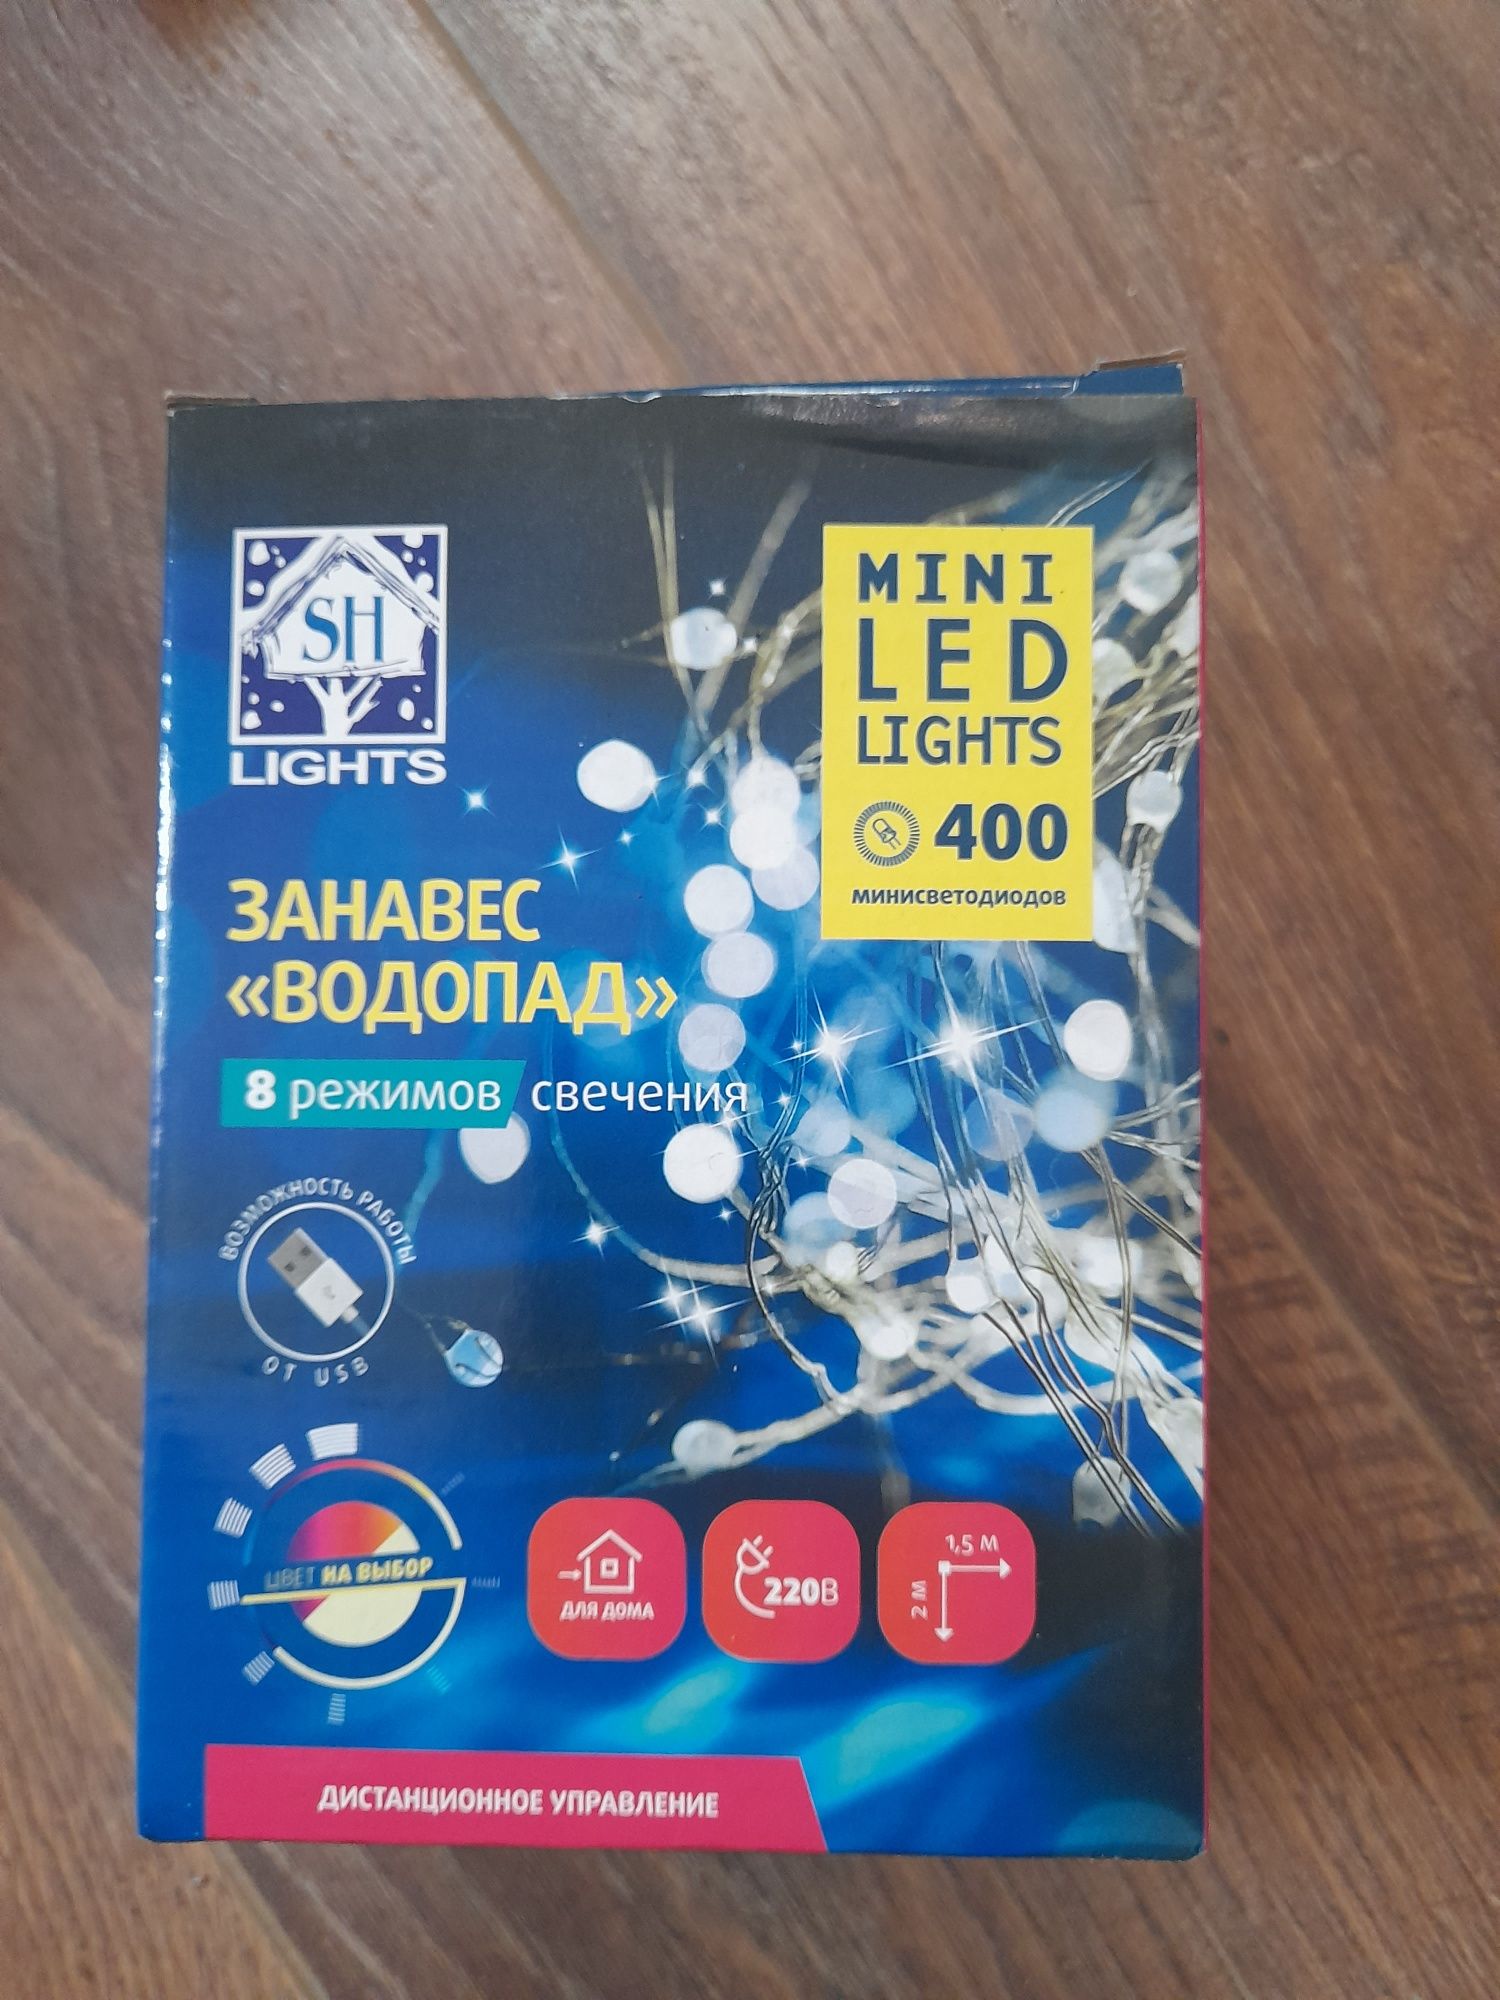 SH
LIGHTS
MINI
LED
LIGHTS
400
минисветодиодов
ЗАНАВЕС
«ВОДОПАД»
8 режимов свечения
ВОЗМОЖНОСТЬ РАБОТЫ
ОТ USB
ЦВЕТ НА ВЫБОР
ДЛЯ ДОМА
220В
1,5 М
2 М
ДИСТАНЦИОННОЕ УПРАВЛЕНИЕ